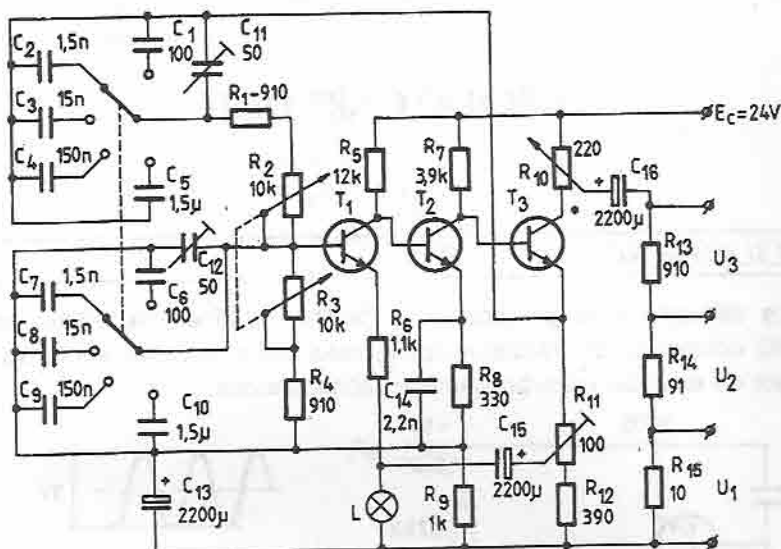 C1
100
C11
50
C2
1,5n
R1-910
C3
15n
C4
150n
C5
1,5µ
R2
10k
R5
12k
R7
3,9k
220
R10
Ec=24V
C16
2200µ
T1
T2
T3
R13
910
U3
C7
1,5n
C6
100
C12
50
C8
15n
R3
10k
R6
1,1k
C9
150n
R4
910
C14
2,2n
R8
330
C15
2200µ
R11
100
R14
91
U2
C10
1,5µ
C13
2200µ
L
R9
1k
R12
390
R15
10
U1